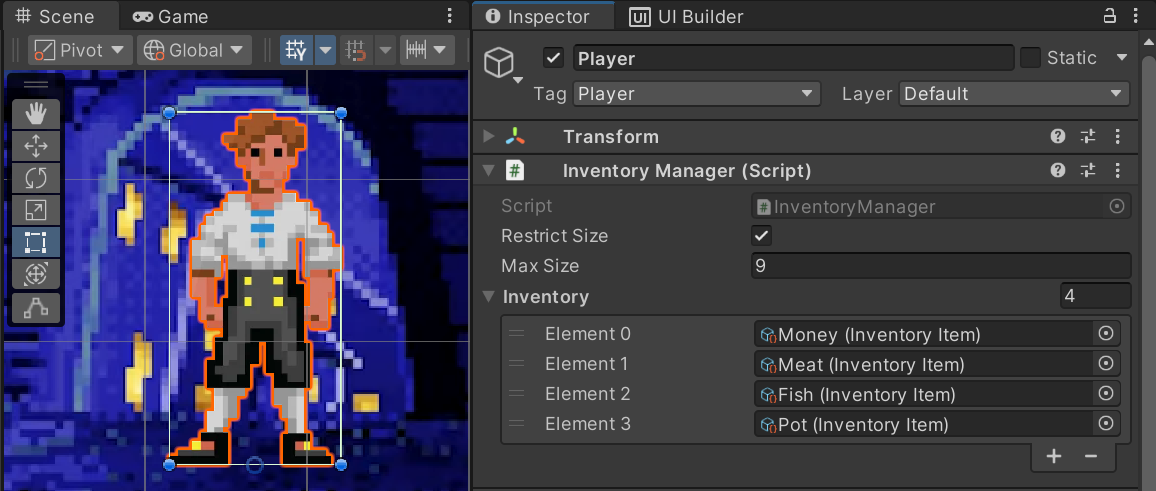 Scene
Game
Inspector
UI Builder
Pivot
Global
Y
Player
Static
Tag
Player
Layer
Default
Transform
Inventory Manager (Script)
Script
InventoryManager
Restrict Size
Max Size
9
Inventory
4
Element 0
Money (Inventory Item)
Element 1
Meat (Inventory Item)
Element 2
Fish (Inventory Item)
Element 3
Pot (Inventory Item)